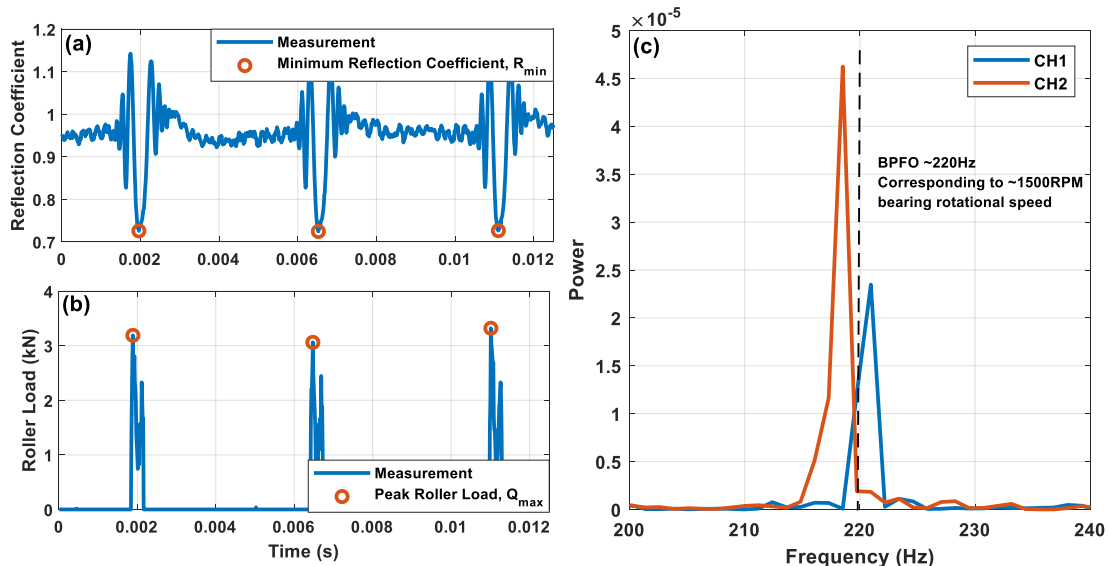 (a)
Measurement
Minimum Reflection Coefficient, R_min
Reflection Coefficient
1.2
1.1
1
0.9
0.8
0.7
0 0.002 0.004 0.006 0.008 0.01 0.012
(b)
Roller Load (kN)
4
3
2
1
0
Measurement
Peak Roller Load, Q_max
0 0.002 0.004 0.006 0.008 0.01 0.012
Time (s)
×10^-5
(c)
CH1
CH2
BPFO ~220Hz
Corresponding to ~1500RPM
bearing rotational speed
Power
5
4.5
4
3.5
3
2.5
2
1.5
1
0.5
0
200 210 220 230 240
Frequency (Hz)